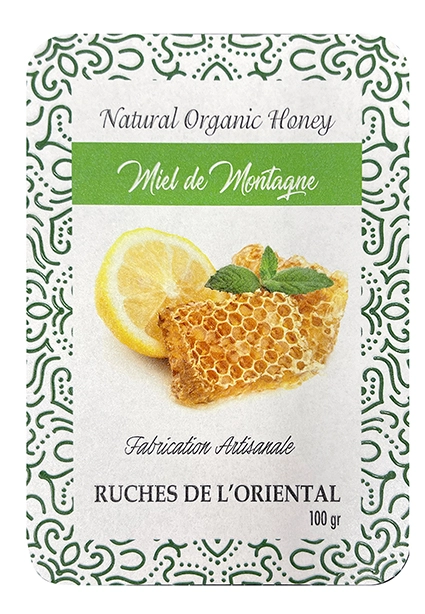 Natural Organic Honey
Miel de Montagne
Fabrication Artisanale
RUCHES DE L'ORIENTAL
100 gr